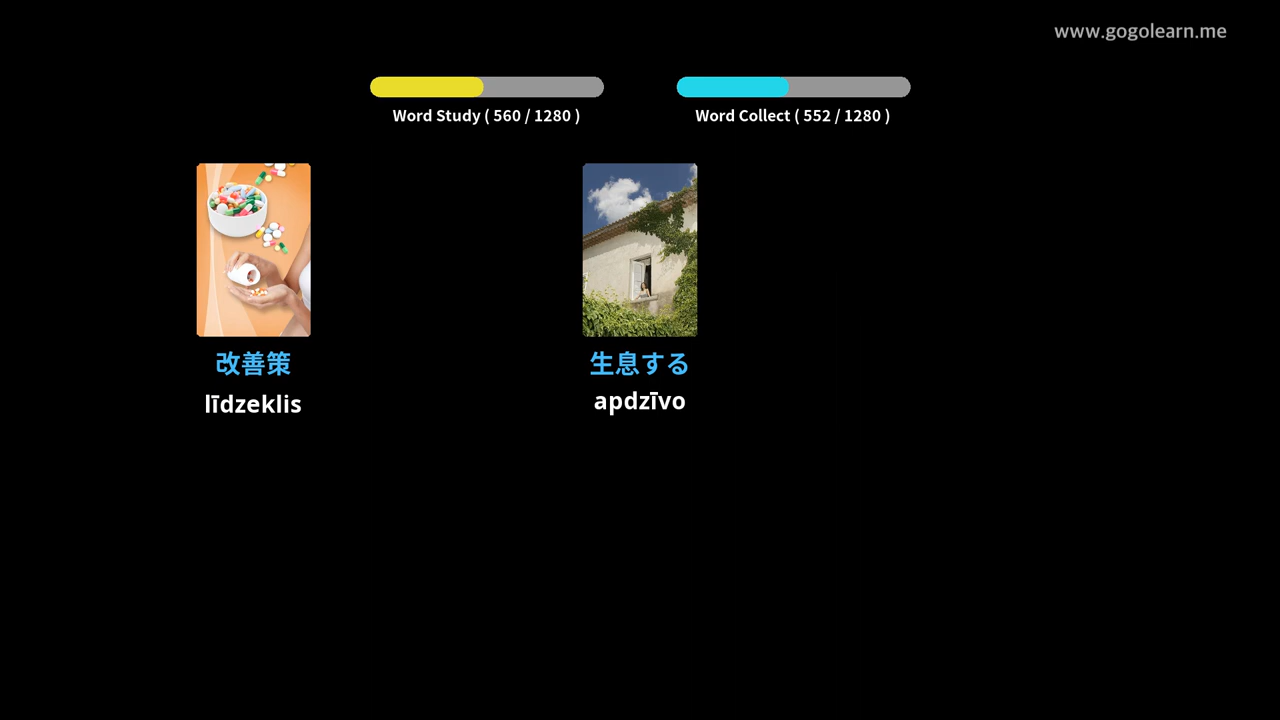 www.gogolearn.me
Word Study ( 560 / 1280 )
Word Collect ( 552 / 1280 )
改善策
līdzeklis
生息する
apdzīvo